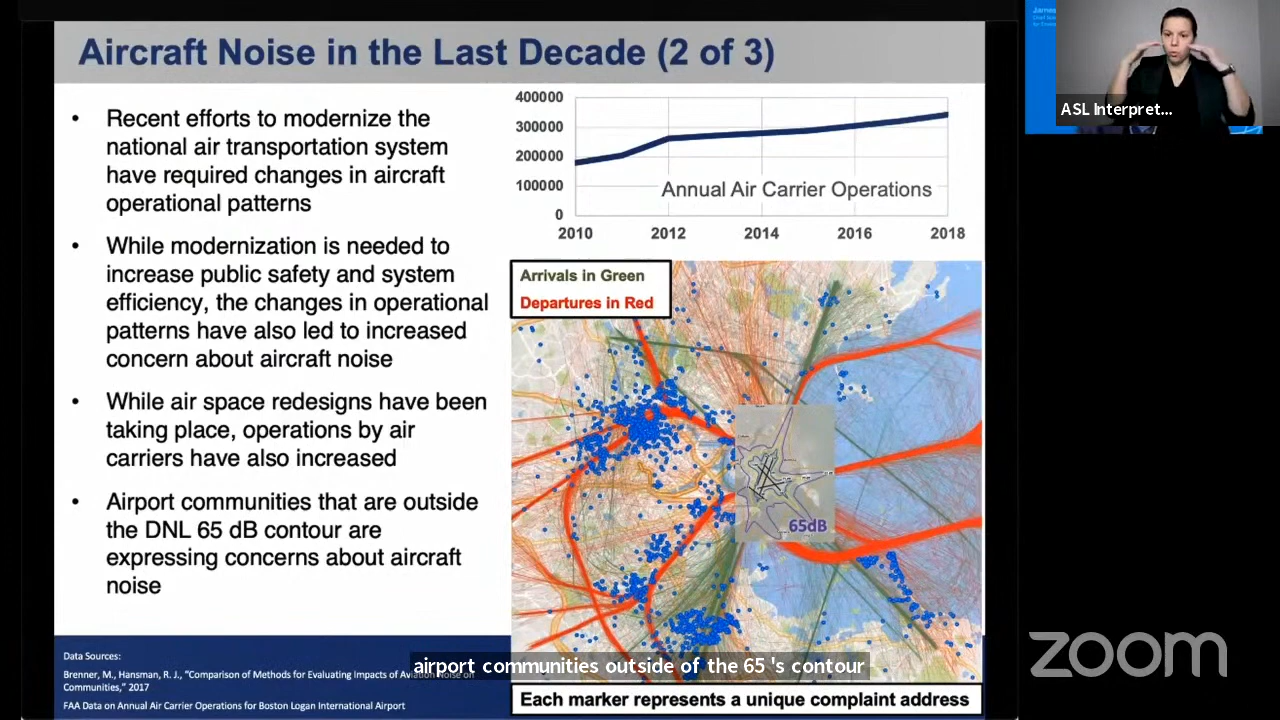 Aircraft Noise in the Last Decade (2 of 3)
• Recent efforts to modernize the
national air transportation system
have required changes in aircraft
operational patterns
• While modernization is needed to
increase public safety and system
efficiency, the changes in operational
patterns have also led to increased
concern about aircraft noise
• While air space redesigns have been
taking place, operations by air
carriers have also increased
• Airport communities that are outside
the DNL 65 dB contour are
expressing concerns about aircraft
noise
400000
300000
200000
100000
0
Annual Air Carrier Operations
2010 2012 2014 2016 2018
Arrivals in Green
Departures in Red
65dB
Each marker represents a unique complaint address
Data Sources:
Brenner, M., Hansman, R. J., “Comparison of Methods for Evaluating Impacts of Aviation Noise on
Communities,” 2017
FAA Data on Annual Air Carrier Operations for Boston Logan International Airport
airport communities outside of the 65 's contour
James
ASL Interpret...
zoom